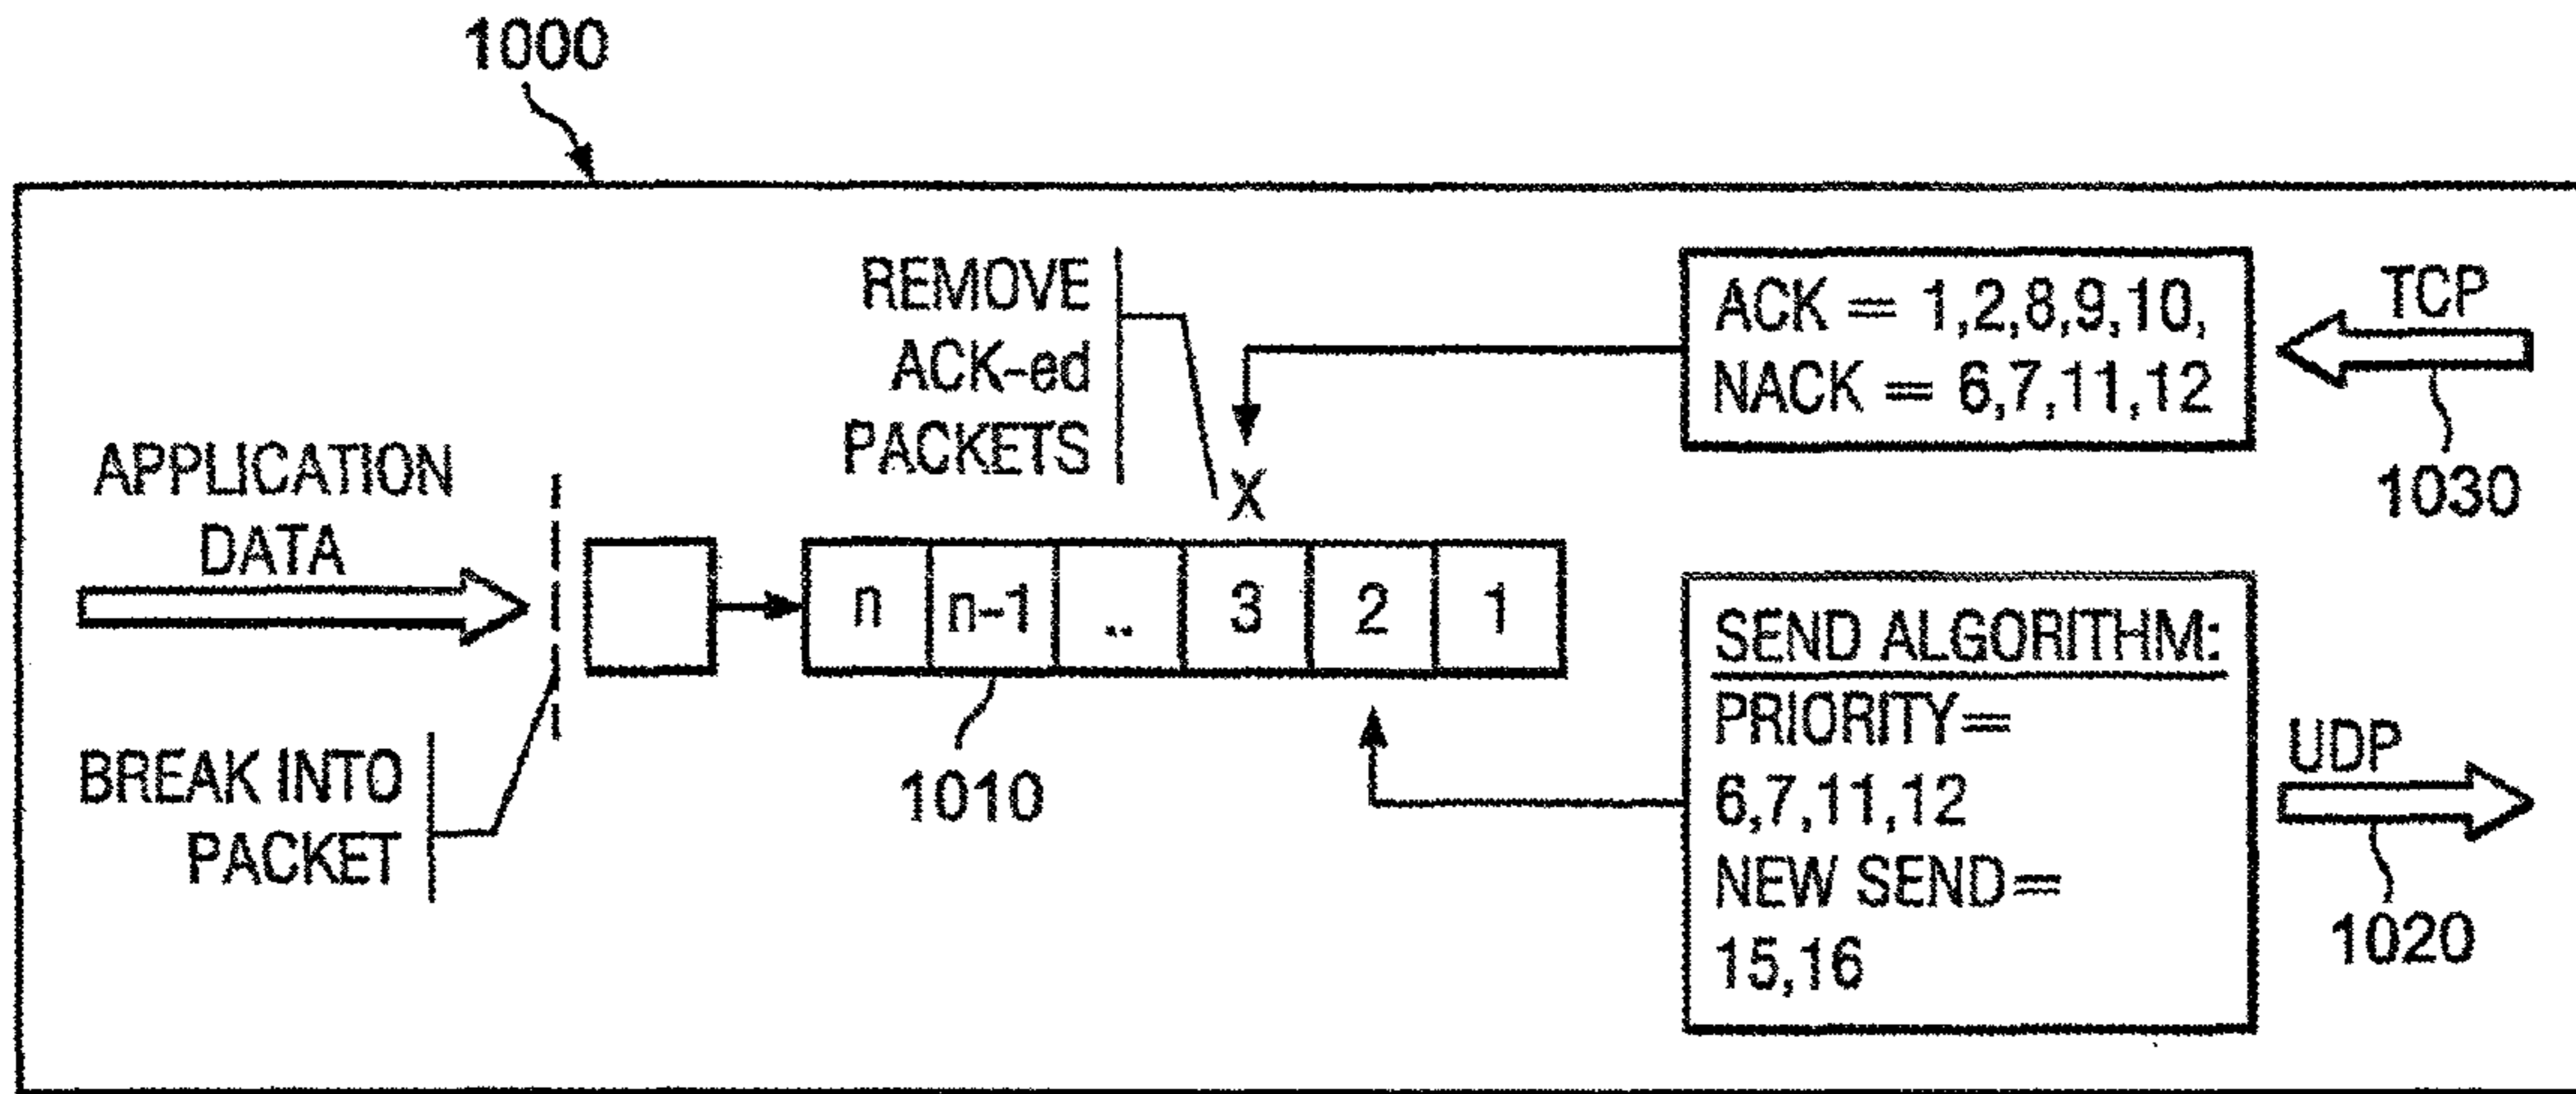 1000
REMOVE
ACK-ed
PACKETS
ACK = 1,2,8,9,10,
NACK = 6,7,11,12
TCP
1030
APPLICATION
DATA
X
n
n-1
..
3
2
1
BREAK INTO
PACKET
1010
SEND ALGORITHM:
PRIORITY=
6,7,11,12
NEW SEND=
15,16
UDP
1020